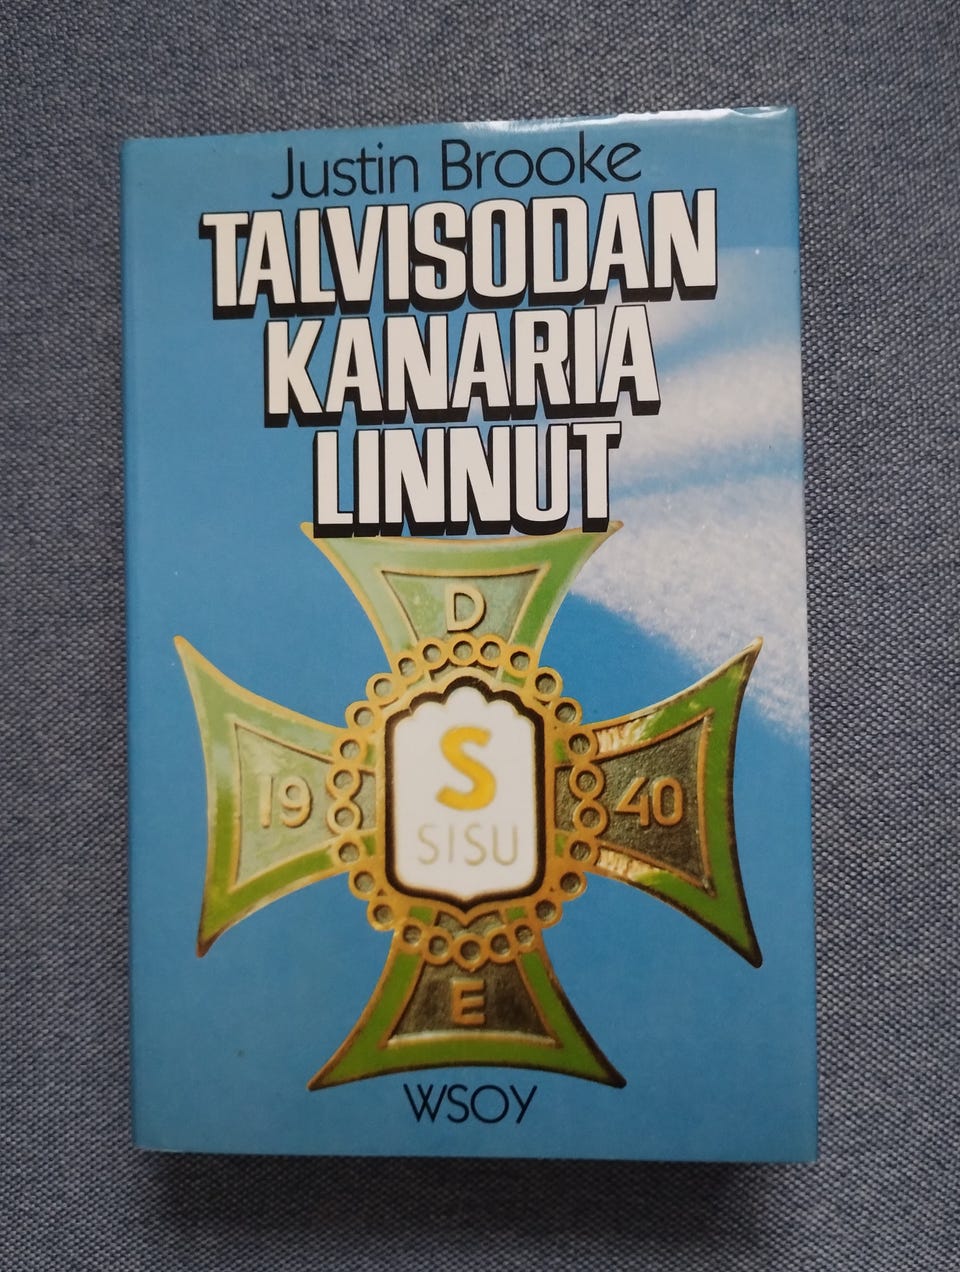 Justin Brooke
TALVISODAN
KANARIA
LINNUT
D
19 S 40
SISU
E
WSOY